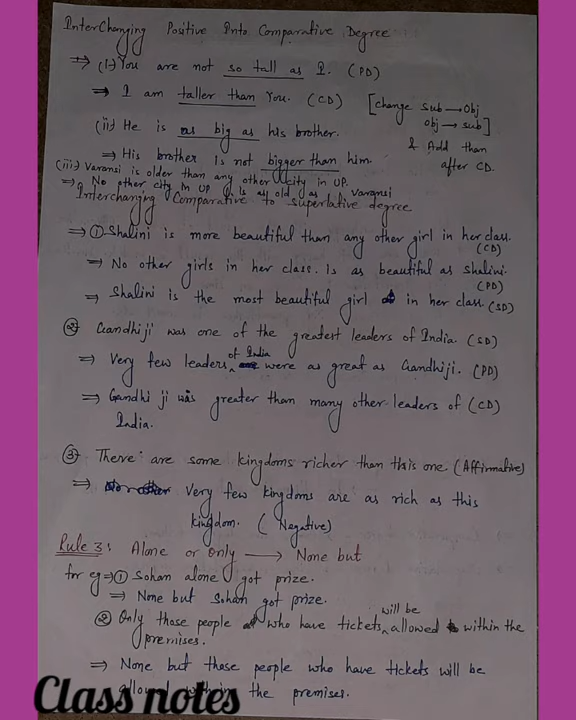 InterChanging Positive Into Comparative Degree
⇒ (i) You are not so tall as I. (PD)
⇒ I am taller than You. (CD) [change sub → obj
obj → sub]
(ii) He is as big as his brother. & Add than
⇒ His brother is not bigger than him. after CD.
(iii) Varansi is older than any other city in UP.
⇒ No other city in UP is as old as varansi
Interchanging Comparative to Superlative degree
⇒ ① Shalini is more beautiful than any other girl in her class.
(CD)
⇒ No other girls in her class. Is as beautiful as shalini.
(PD)
⇒ Shalini is the most beautiful girl in her class. (SD)
② Gandhiji was one of the greatest leaders of India. (SD)
⇒ Very few leaders of India were as great as Gandhiji. (PD)
⇒ Gandhi ji was greater than many other leaders of (CD)
India.
③ There are some kingdoms richer than this one. (Affirmative)
⇒ Very few kingdoms are as rich as this
kingdom. (Negative)
Rule 3: Alone or Only → None but
for eg ⇒ ① Sohan alone got prize.
⇒ None but Sohan got prize.
② Only those people who have tickets will be allowed within the
premises.
⇒ None but those people who have tickets will be
allowed within the premises.
Class notes